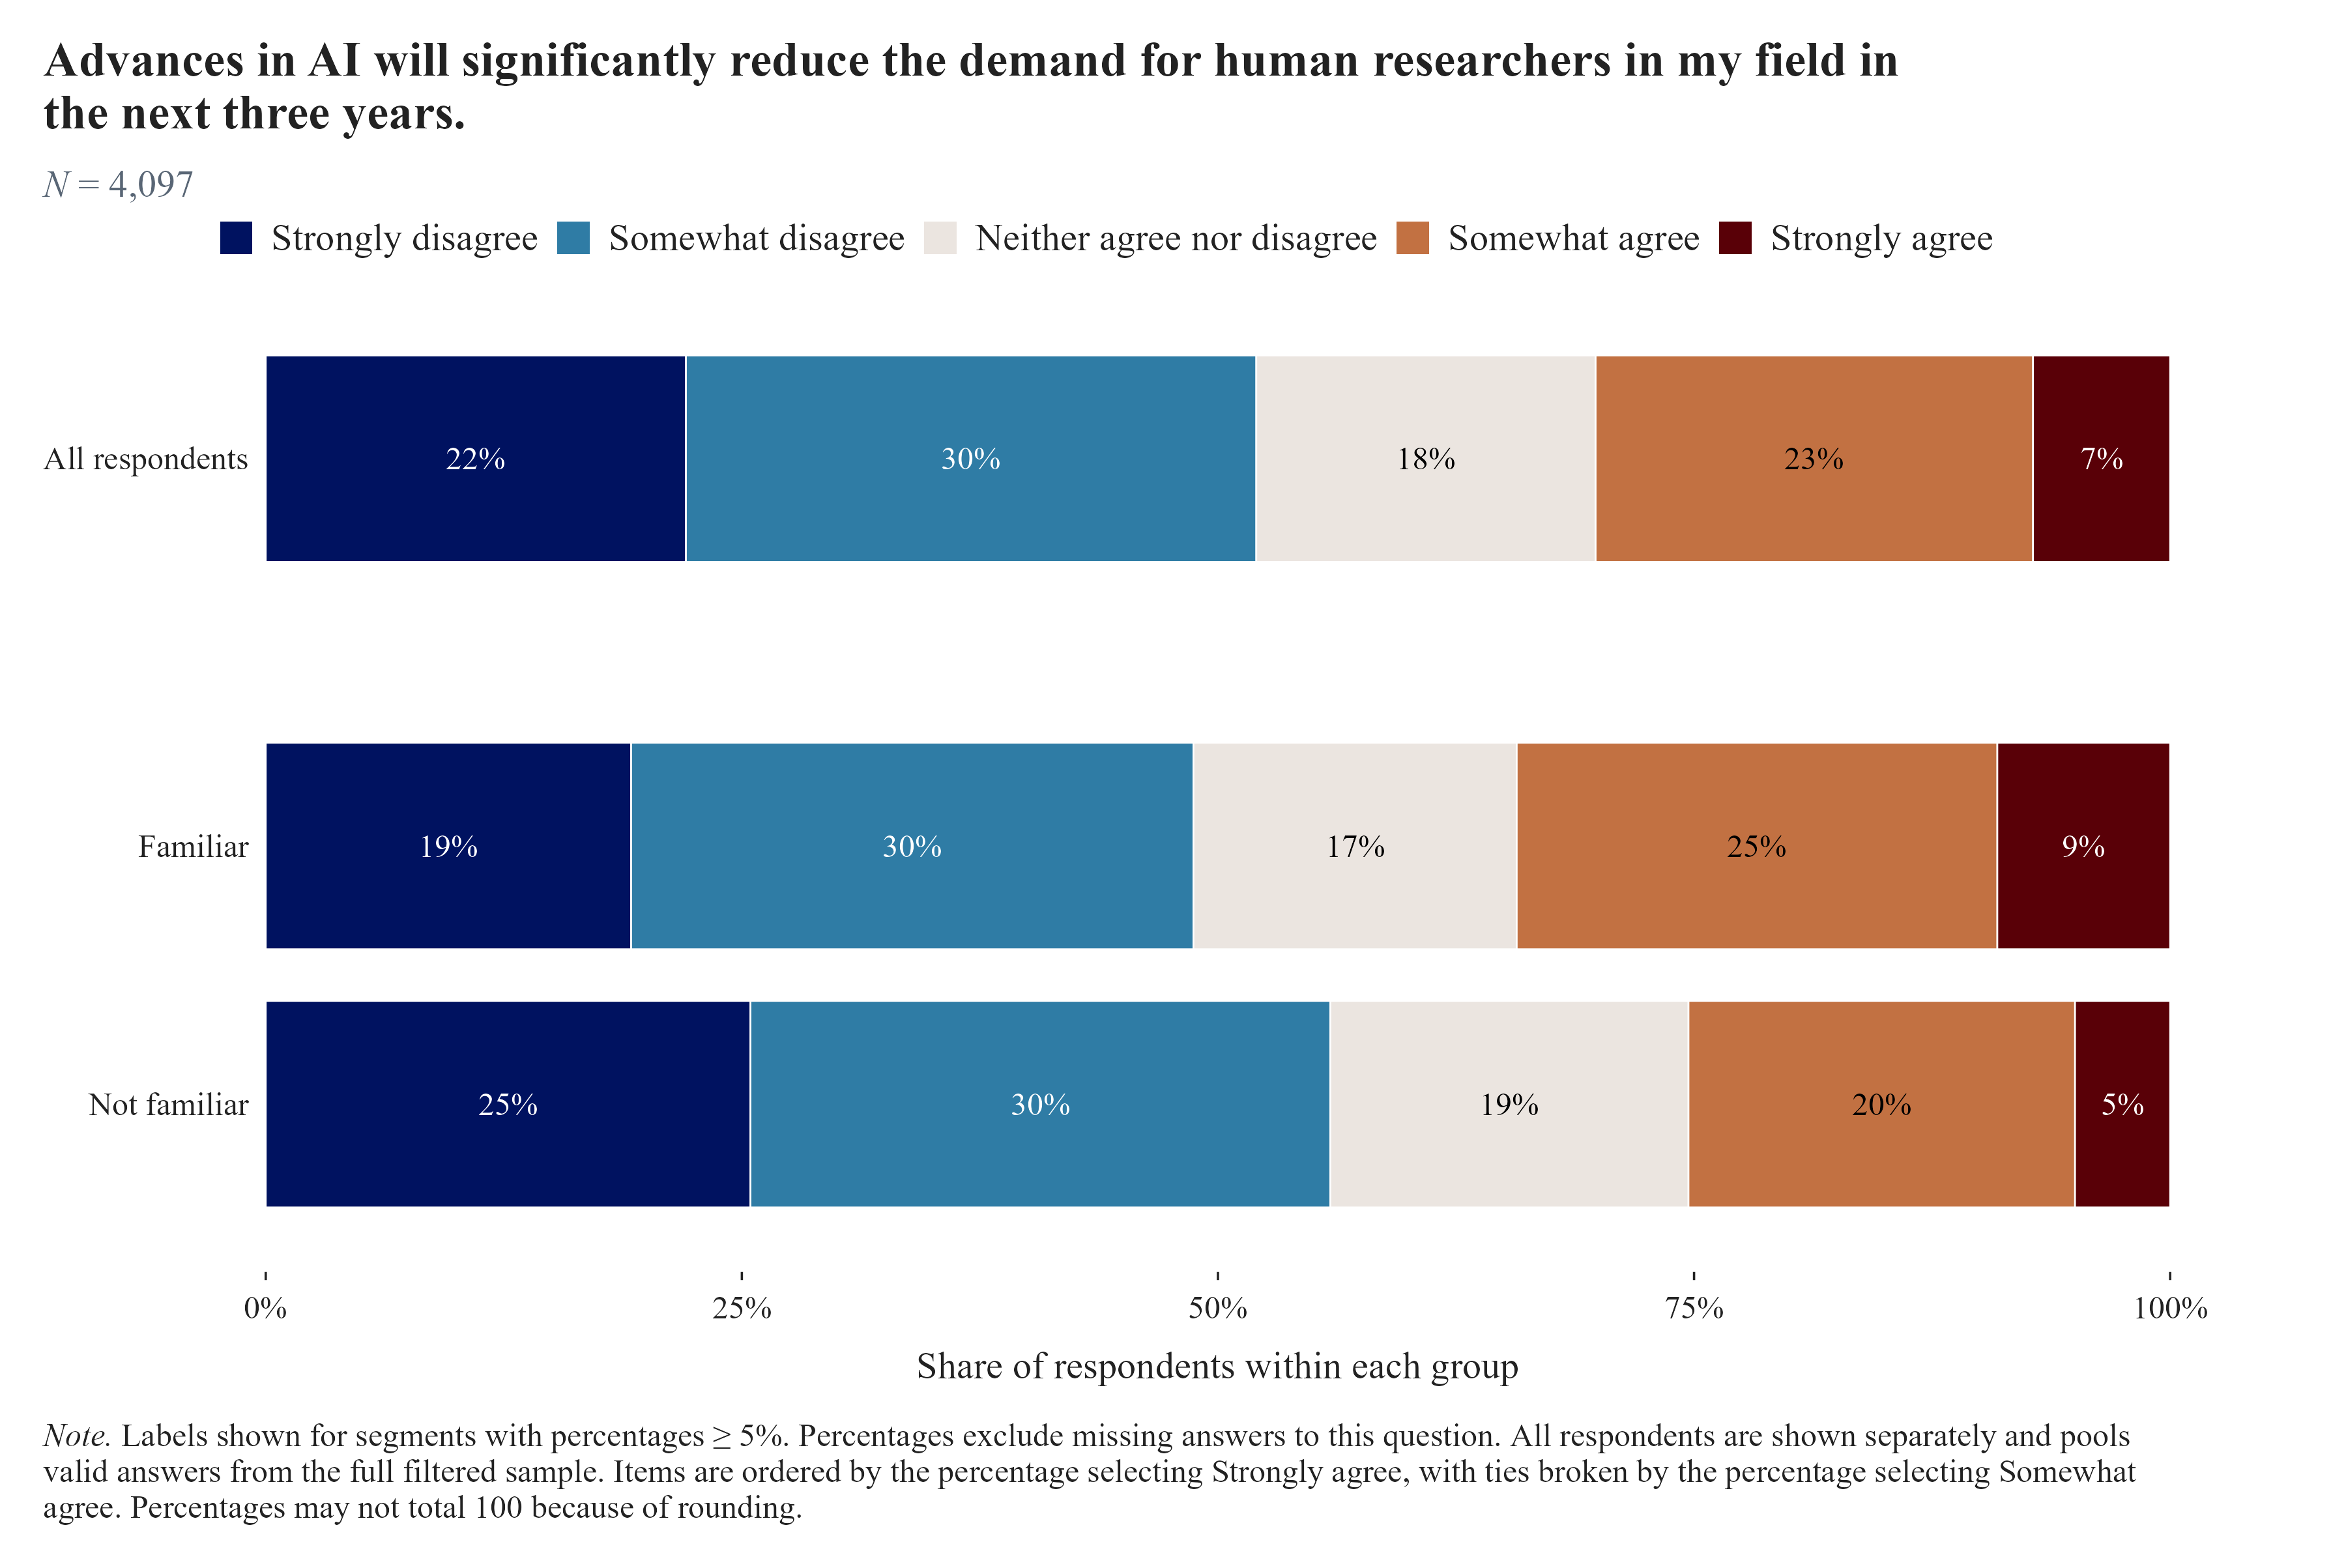 Advances in AI will significantly reduce the demand for human researchers in my field in
the next three years.
N = 4,097
Strongly disagree Somewhat disagree Neither agree nor disagree Somewhat agree Strongly agree
All respondents 22% 30% 18% 23% 7%
Familiar 19% 30% 17% 25% 9%
Not familiar 25% 30% 19% 20% 5%
0% 25% 50% 75% 100%
Share of respondents within each group
Note. Labels shown for segments with percentages ≥ 5%. Percentages exclude missing answers to this question. All respondents are shown separately and pools
valid answers from the full filtered sample. Items are ordered by the percentage selecting Strongly agree, with ties broken by the percentage selecting Somewhat
agree. Percentages may not total 100 because of rounding.